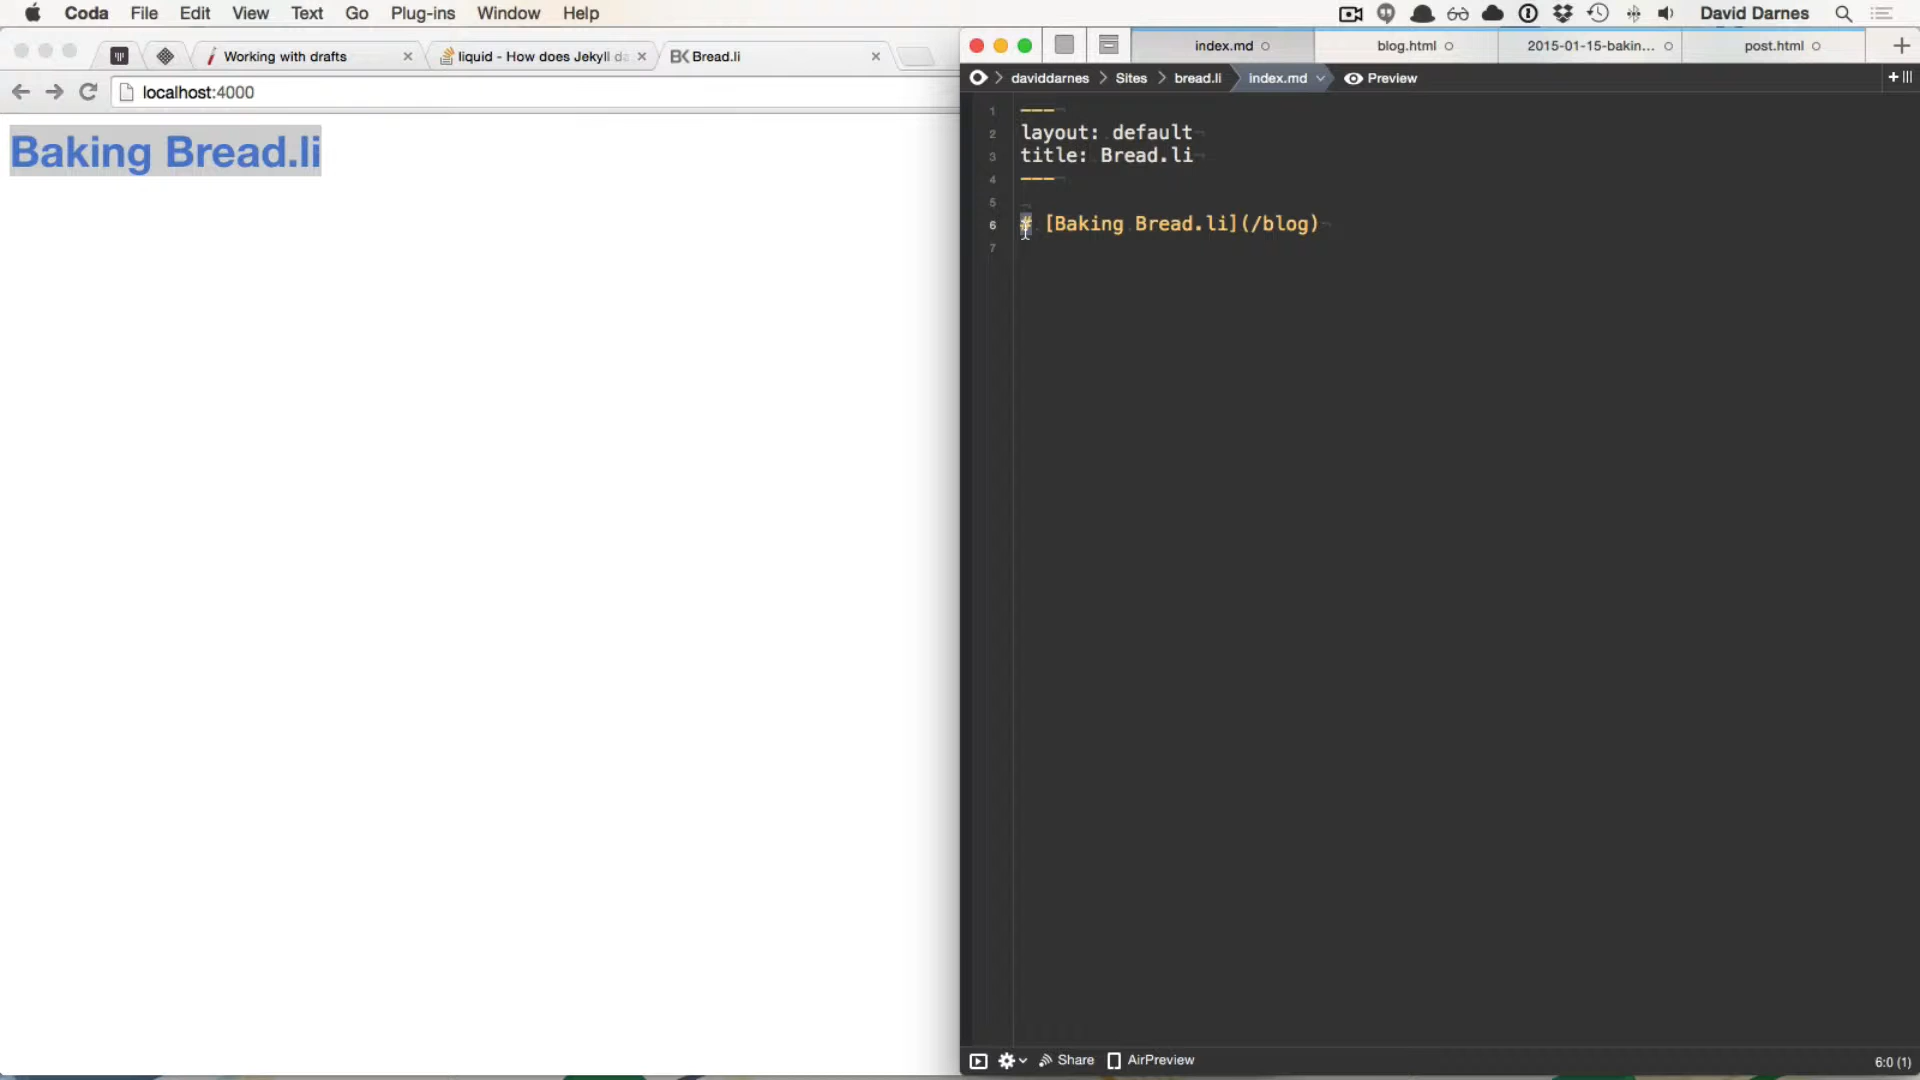 Coda File Edit View Text Go Plug-ins Window Help David Darnes
Working with drafts liquid - How does Jekyll da Bread.li
localhost:4000
Baking Bread.li
index.md blog.html 2015-01-15-bakin... post.html
daviddarnes Sites bread.li index.md Preview
1 ---
2 layout: default
3 title: Bread.li
4 ---
5
6 # [Baking Bread.li](/blog)
7
Share AirPreview 6:0 (1)